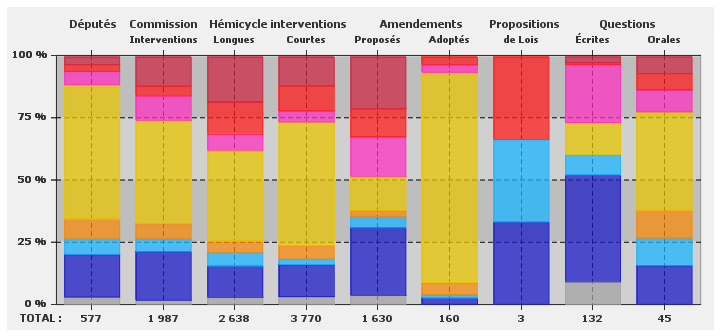 Députés Commission Hémicycle interventions Amendements Propositions Questions
Interventions Longues Courtes Proposés Adoptés de Lois Écrites Orales
100 %
75 %
50 %
25 %
0 %
TOTAL : 577 1 987 2 638 3 770 1 630 160 3 132 45